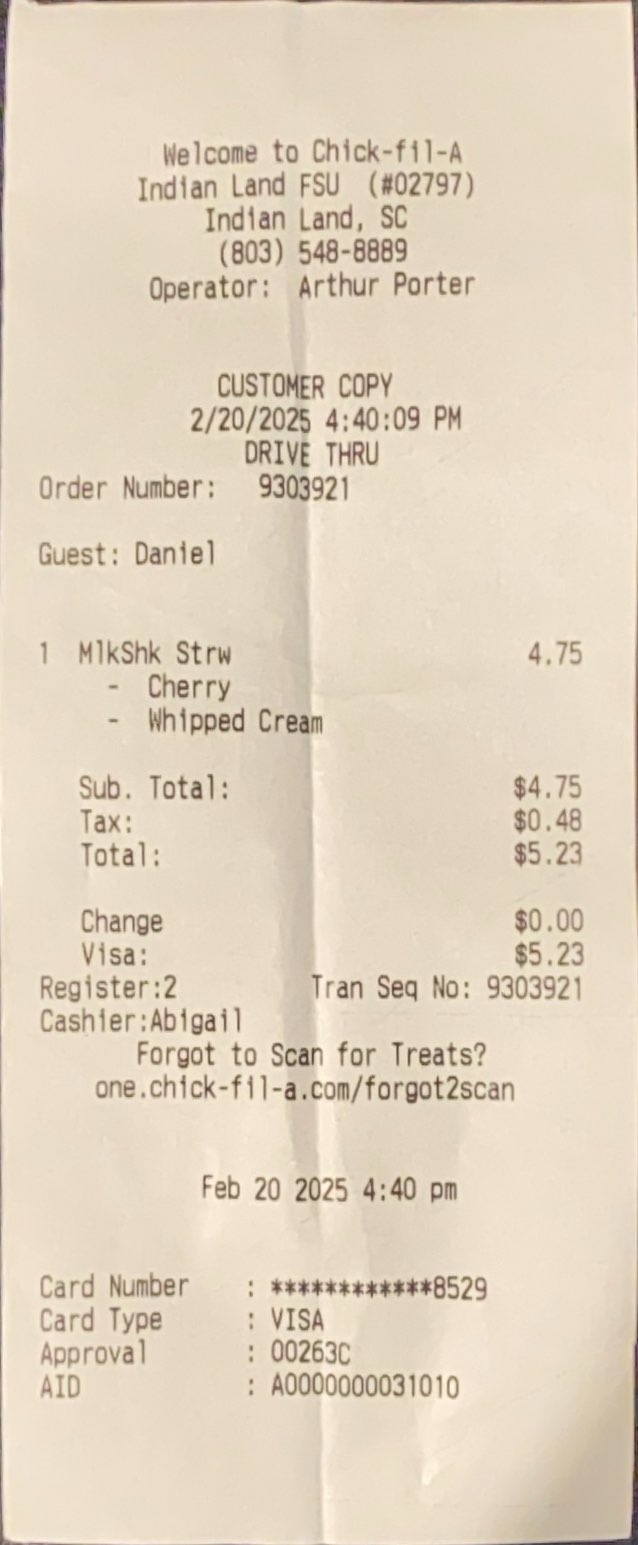 Welcome to Chick-fil-A
Indian Land FSU (#02797)
Indian Land, SC
(803) 548-8889
Operator: Arthur Porter
CUSTOMER COPY
2/20/2025 4:40:09 PM
DRIVE THRU
Order Number: 9303921
Guest: Daniel
1 MlkShk Strw 4.75
- Cherry
- Whipped Cream
Sub. Total: $4.75
Tax: $0.48
Total: $5.23
Change $0.00
Visa: $5.23
Register:2 Tran Seq No: 9303921
Cashier:Abigail
Forgot to Scan for Treats?
one.chick-fil-a.com/forgot2scan
Feb 20 2025 4:40 pm
Card Number : ************8529
Card Type : VISA
Approval : 00263C
AID : A0000000031010